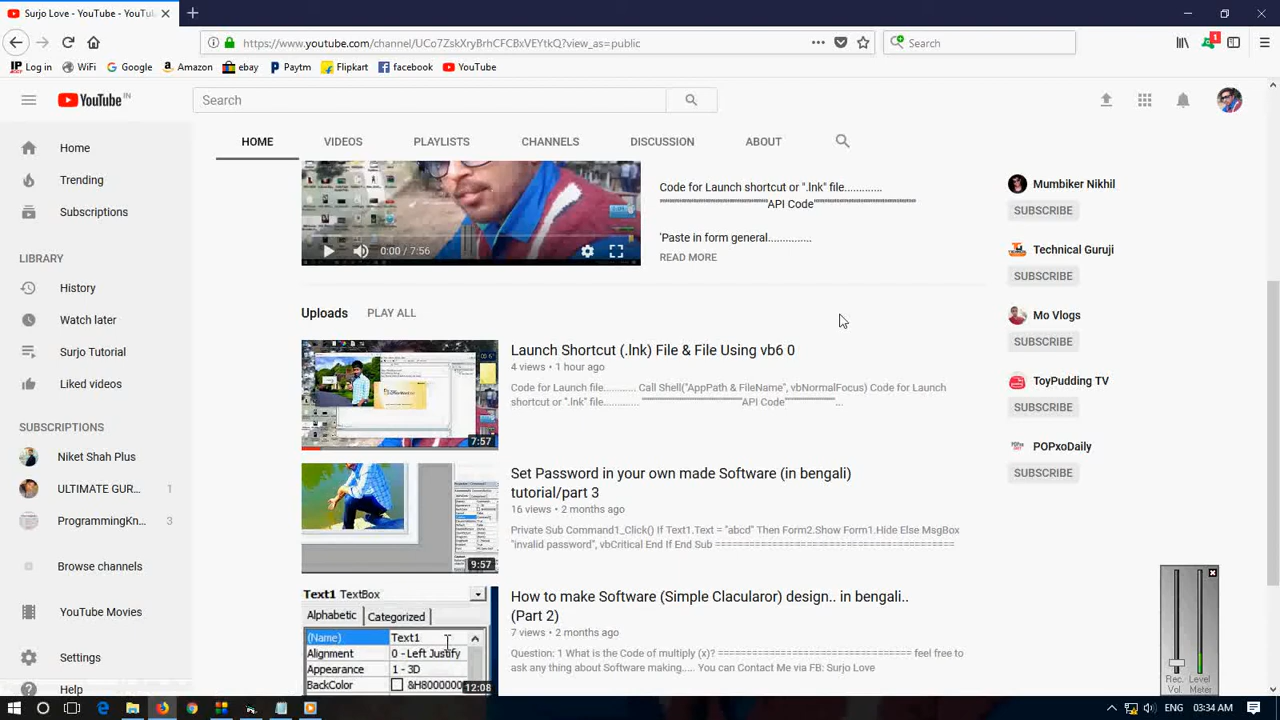 Surjo Love - YouTube - YouTu
https://www.youtube.com/channel/UCo7ZskXryBrhCFCBxVEYtkQ?view_as=public
Search
1
Log in
WiFi
Google
Amazon
ebay
Paytm
Flipkart
facebook
YouTube
YouTube IN
Search
HOME
VIDEOS
PLAYLISTS
CHANNELS
DISCUSSION
ABOUT
Home
Trending
Subscriptions
LIBRARY
History
Watch later
Surjo Tutorial
Liked videos
SUBSCRIPTIONS
Niket Shah Plus
ULTIMATE GUR... 1
ProgrammingKn... 3
Browse channels
YouTube Movies
Settings
Help
0:00 / 7:56
Code for Launch shortcut or ".lnk" file............
API Code
'Paste in form general..............
READ MORE
Uploads PLAY ALL
7:57
Launch Shortcut (.lnk) File & File Using vb6 0
4 views • 1 hour ago
Code for Launch file............ Call Shell("AppPath & FileName", vbNormalFocus) Code for Launch
shortcut or ".lnk" file............. API Code ...
9:57
Set Password in your own made Software (in bengali)
tutorial/part 3
16 views • 2 months ago
Private Sub Command1_Click() If Text1.Text = "abcd" Then Form2.Show Form1.Hide Else MsgBox
"invalid password", vbCritical End If End Sub ======================================
Text1 TextBox
Alphabetic Categorized
(Name) Text1
Alignment 0 - Left Justify
Appearance 1 - 3D
BackColor &H8000000
12:08
How to make Software (Simple Clacularor) design.. in bengali..
(Part 2)
7 views • 2 months ago
Question: 1 What is the Code of multiply (x)? =============================== feel free to
ask any thing about Software making..... You can Contact Me via FB: Surjo Love
Mumbiker Nikhil
SUBSCRIBE
Technical Guruji
SUBSCRIBE
Mo Vlogs
SUBSCRIBE
ToyPudding TV
SUBSCRIBE
POPxoDaily
SUBSCRIBE
Rec. Vol.
Level Meter
03:34 AM